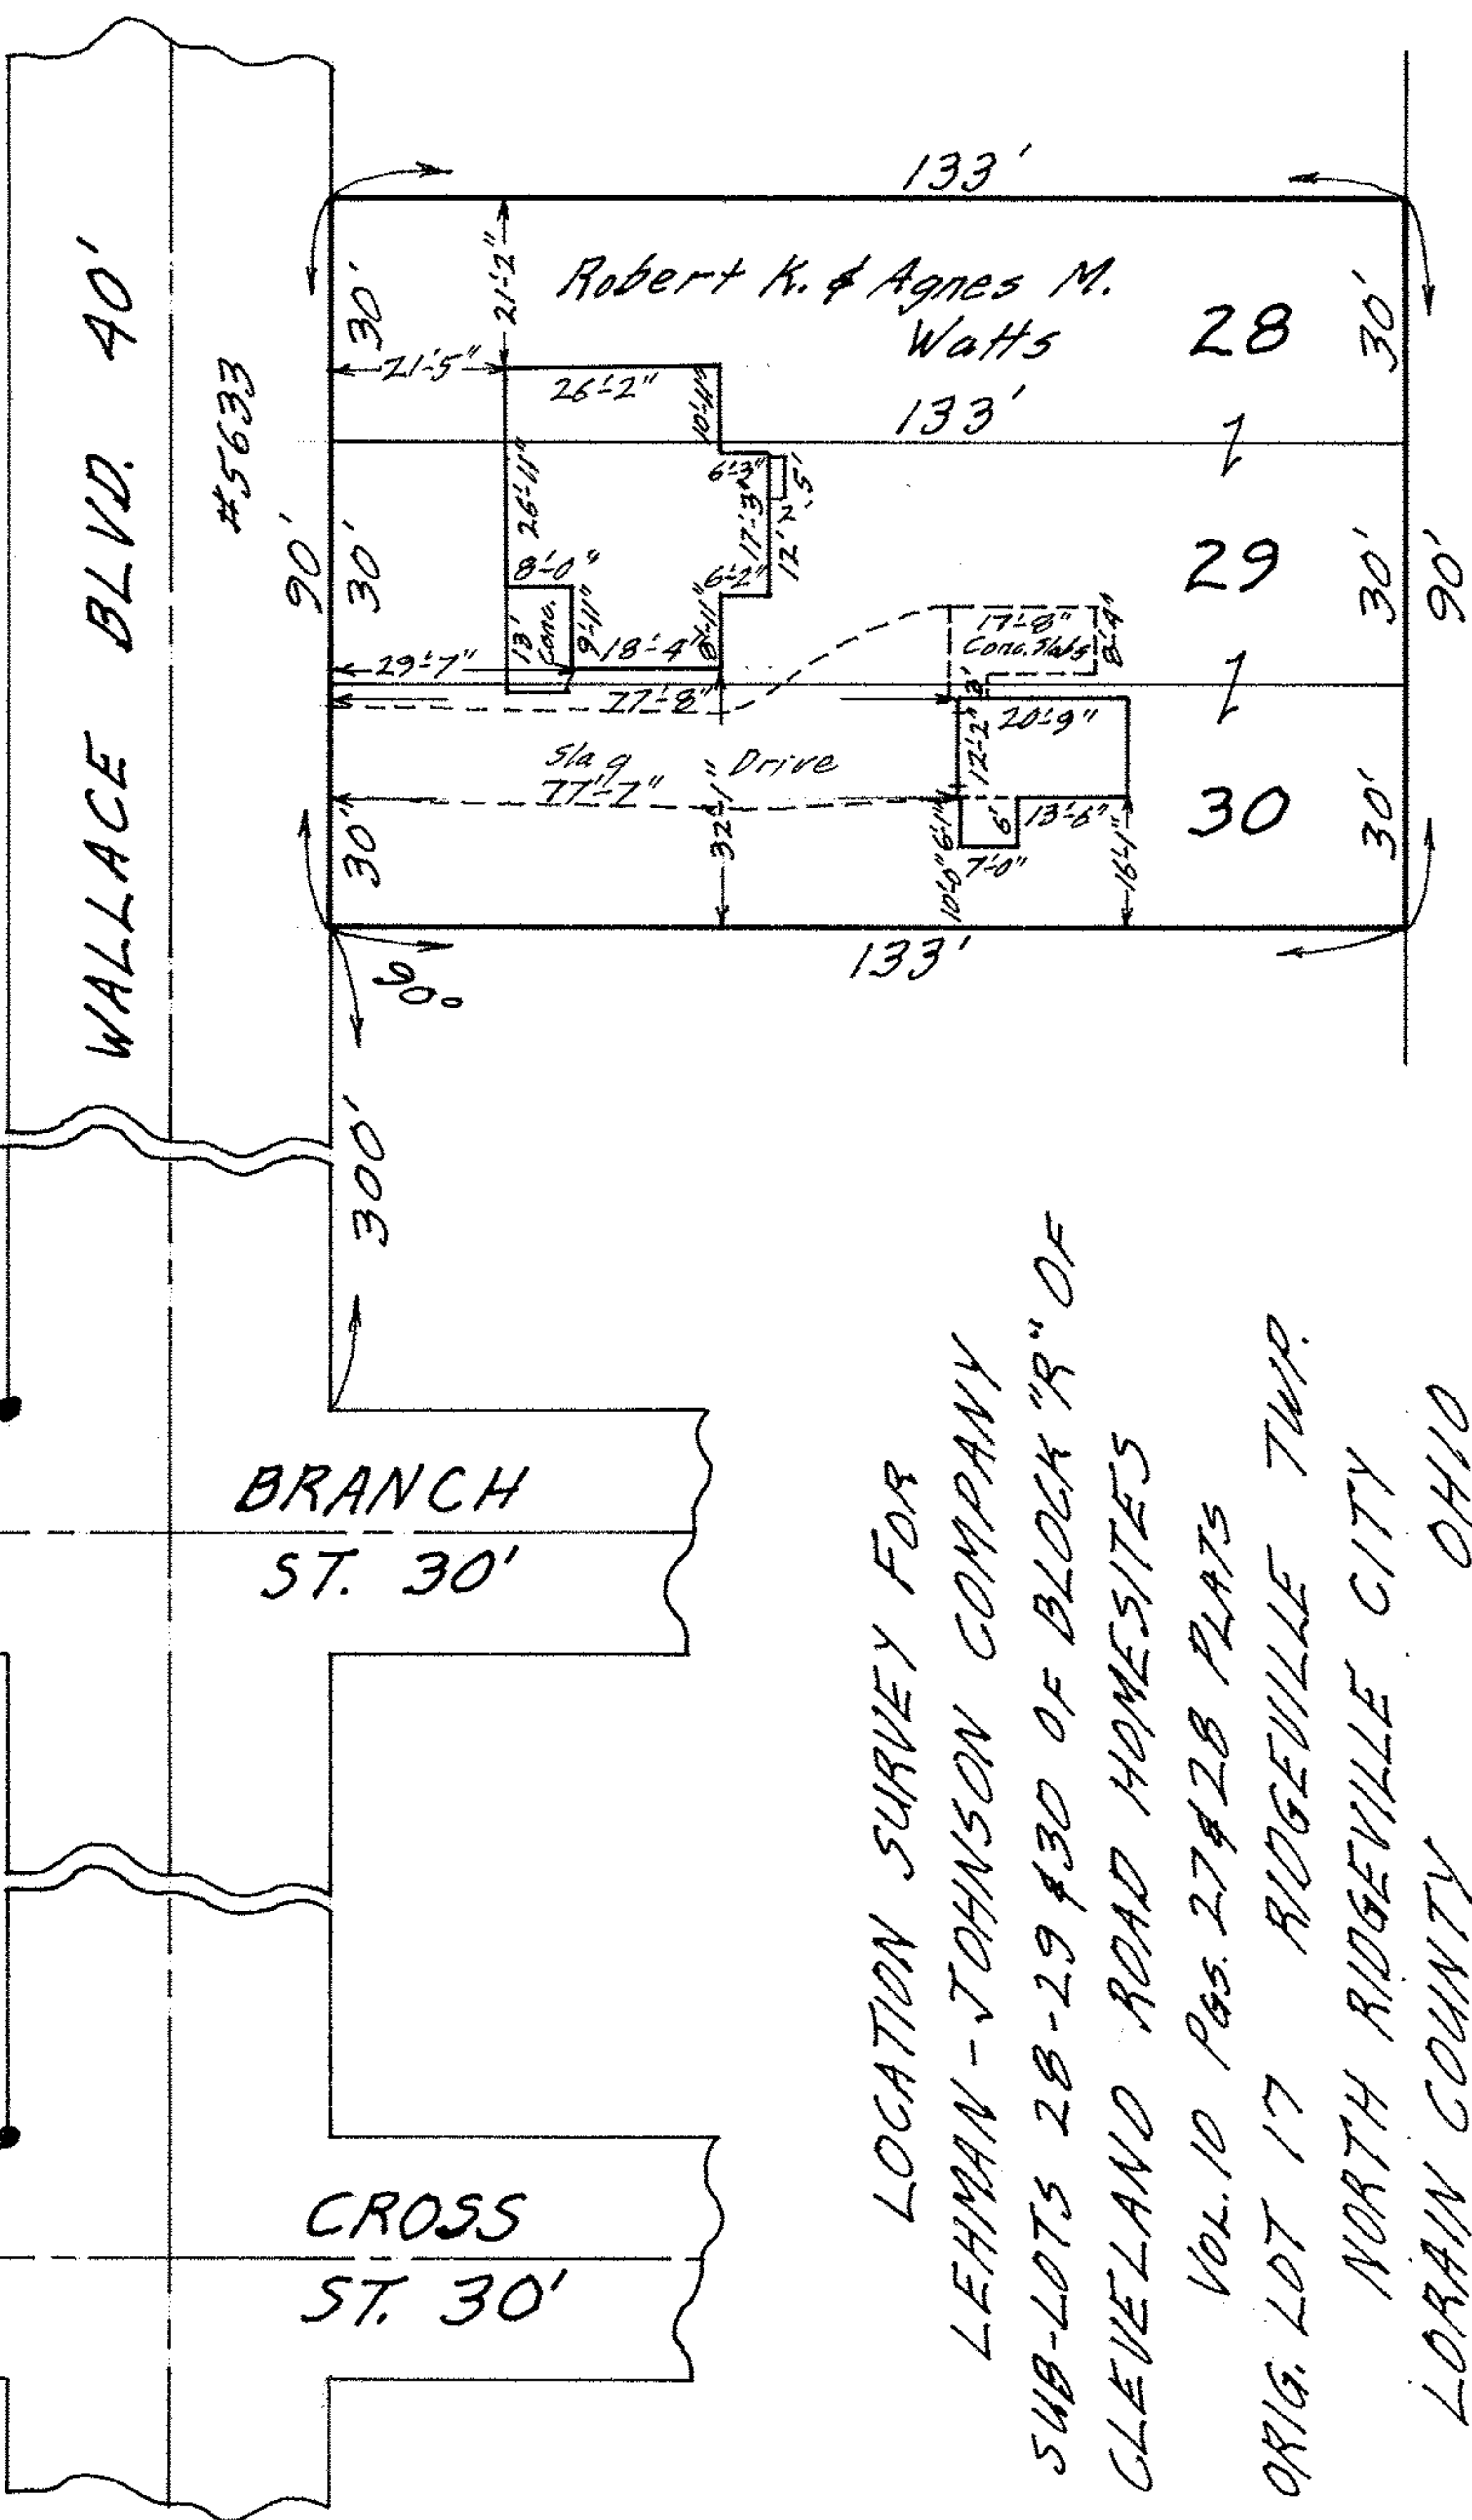 WALLACE BLVD. 40'
#5633
90'
30'
30'
30'
133'
21'-2"
21'-5"
Robert K. & Agnes M.
Watts
28
30'
133'
26'-2"
10'-11"
26'-11"
6'-3"
17'-3"
12'
2'
.5'
8'-0"
6'-2"
13'
Conc.
9'-11"
18'-4"
8'-11"
29'-7"
29
30'
90'
17'-8"
Conc. Slabs
8'-4"
77'-8"
3'
20'-9"
12'-2"
Slag Drive
77'-7"
32'-1"
30
30'
6'-1"
6'
13'-6"
10'-0"
7'-0"
16'-1"
133'
90°
300'
BRANCH
ST. 30'
CROSS
ST. 30'
LOCATION SURVEY FOR
LEHMAN-JOHNSON COMPANY
SUB-LOTS 28-29 & 30 OF BLOCK "R" OF
CLEVELAND ROAD HOMESITES
VOL. 10 PGS. 27 & 28 PLATS
ORIG. LOT 17 RIDGEVILLE TWP.
NORTH RIDGEVILLE CITY
LORAIN COUNTY OHIO